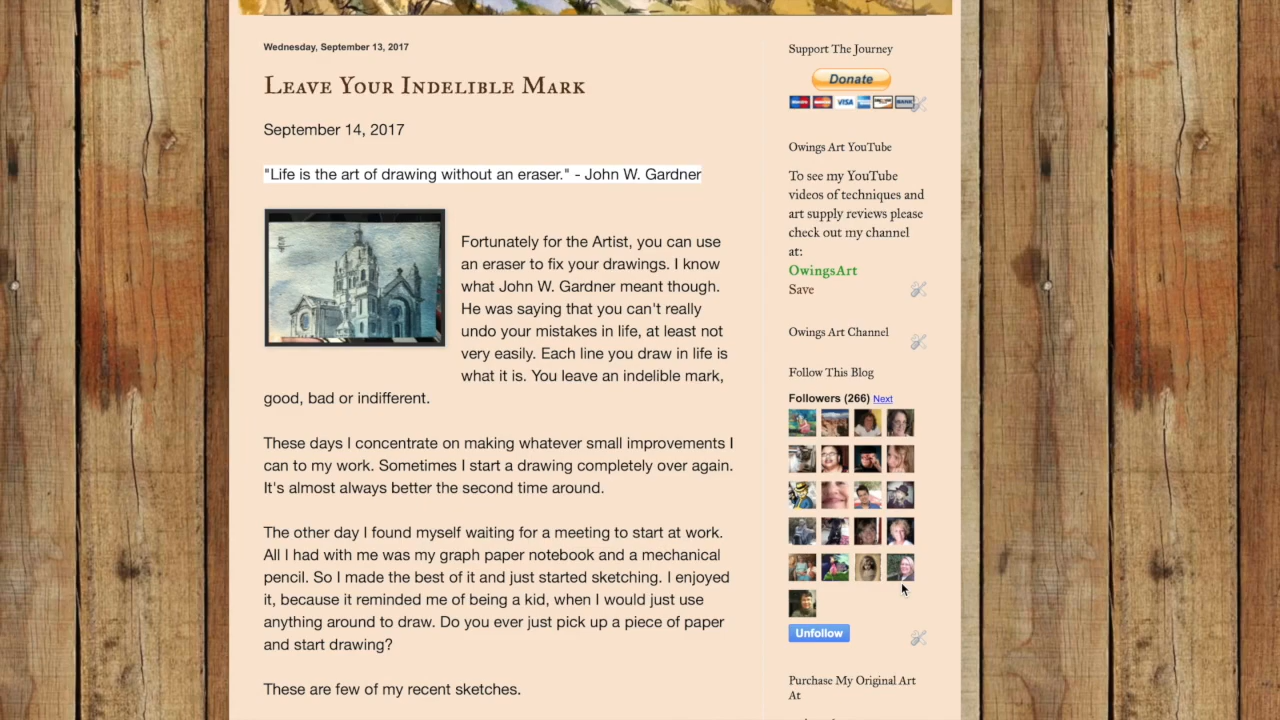 Wednesday, September 13, 2017
Leave Your Indelible Mark
September 14, 2017
"Life is the art of drawing without an eraser." - John W. Gardner
Fortunately for the Artist, you can use
an eraser to fix your drawings. I know
what John W. Gardner meant though.
He was saying that you can't really
undo your mistakes in life, at least not
very easily. Each line you draw in life is
what it is. You leave an indelible mark,
good, bad or indifferent.
These days I concentrate on making whatever small improvements I
can to my work. Sometimes I start a drawing completely over again.
It's almost always better the second time around.
The other day I found myself waiting for a meeting to start at work.
All I had with me was my graph paper notebook and a mechanical
pencil. So I made the best of it and just started sketching. I enjoyed
it, because it reminded me of being a kid, when I would just use
anything around to draw. Do you ever just pick up a piece of paper
and start drawing?
These are few of my recent sketches.
Support The Journey
Donate
VISA
BANK
Owings Art YouTube
To see my YouTube
videos of techniques and
art supply reviews please
check out my channel
at:
OwingsArt
Save
Owings Art Channel
Follow This Blog
Followers (266) Next
Unfollow
Purchase My Original Art
At